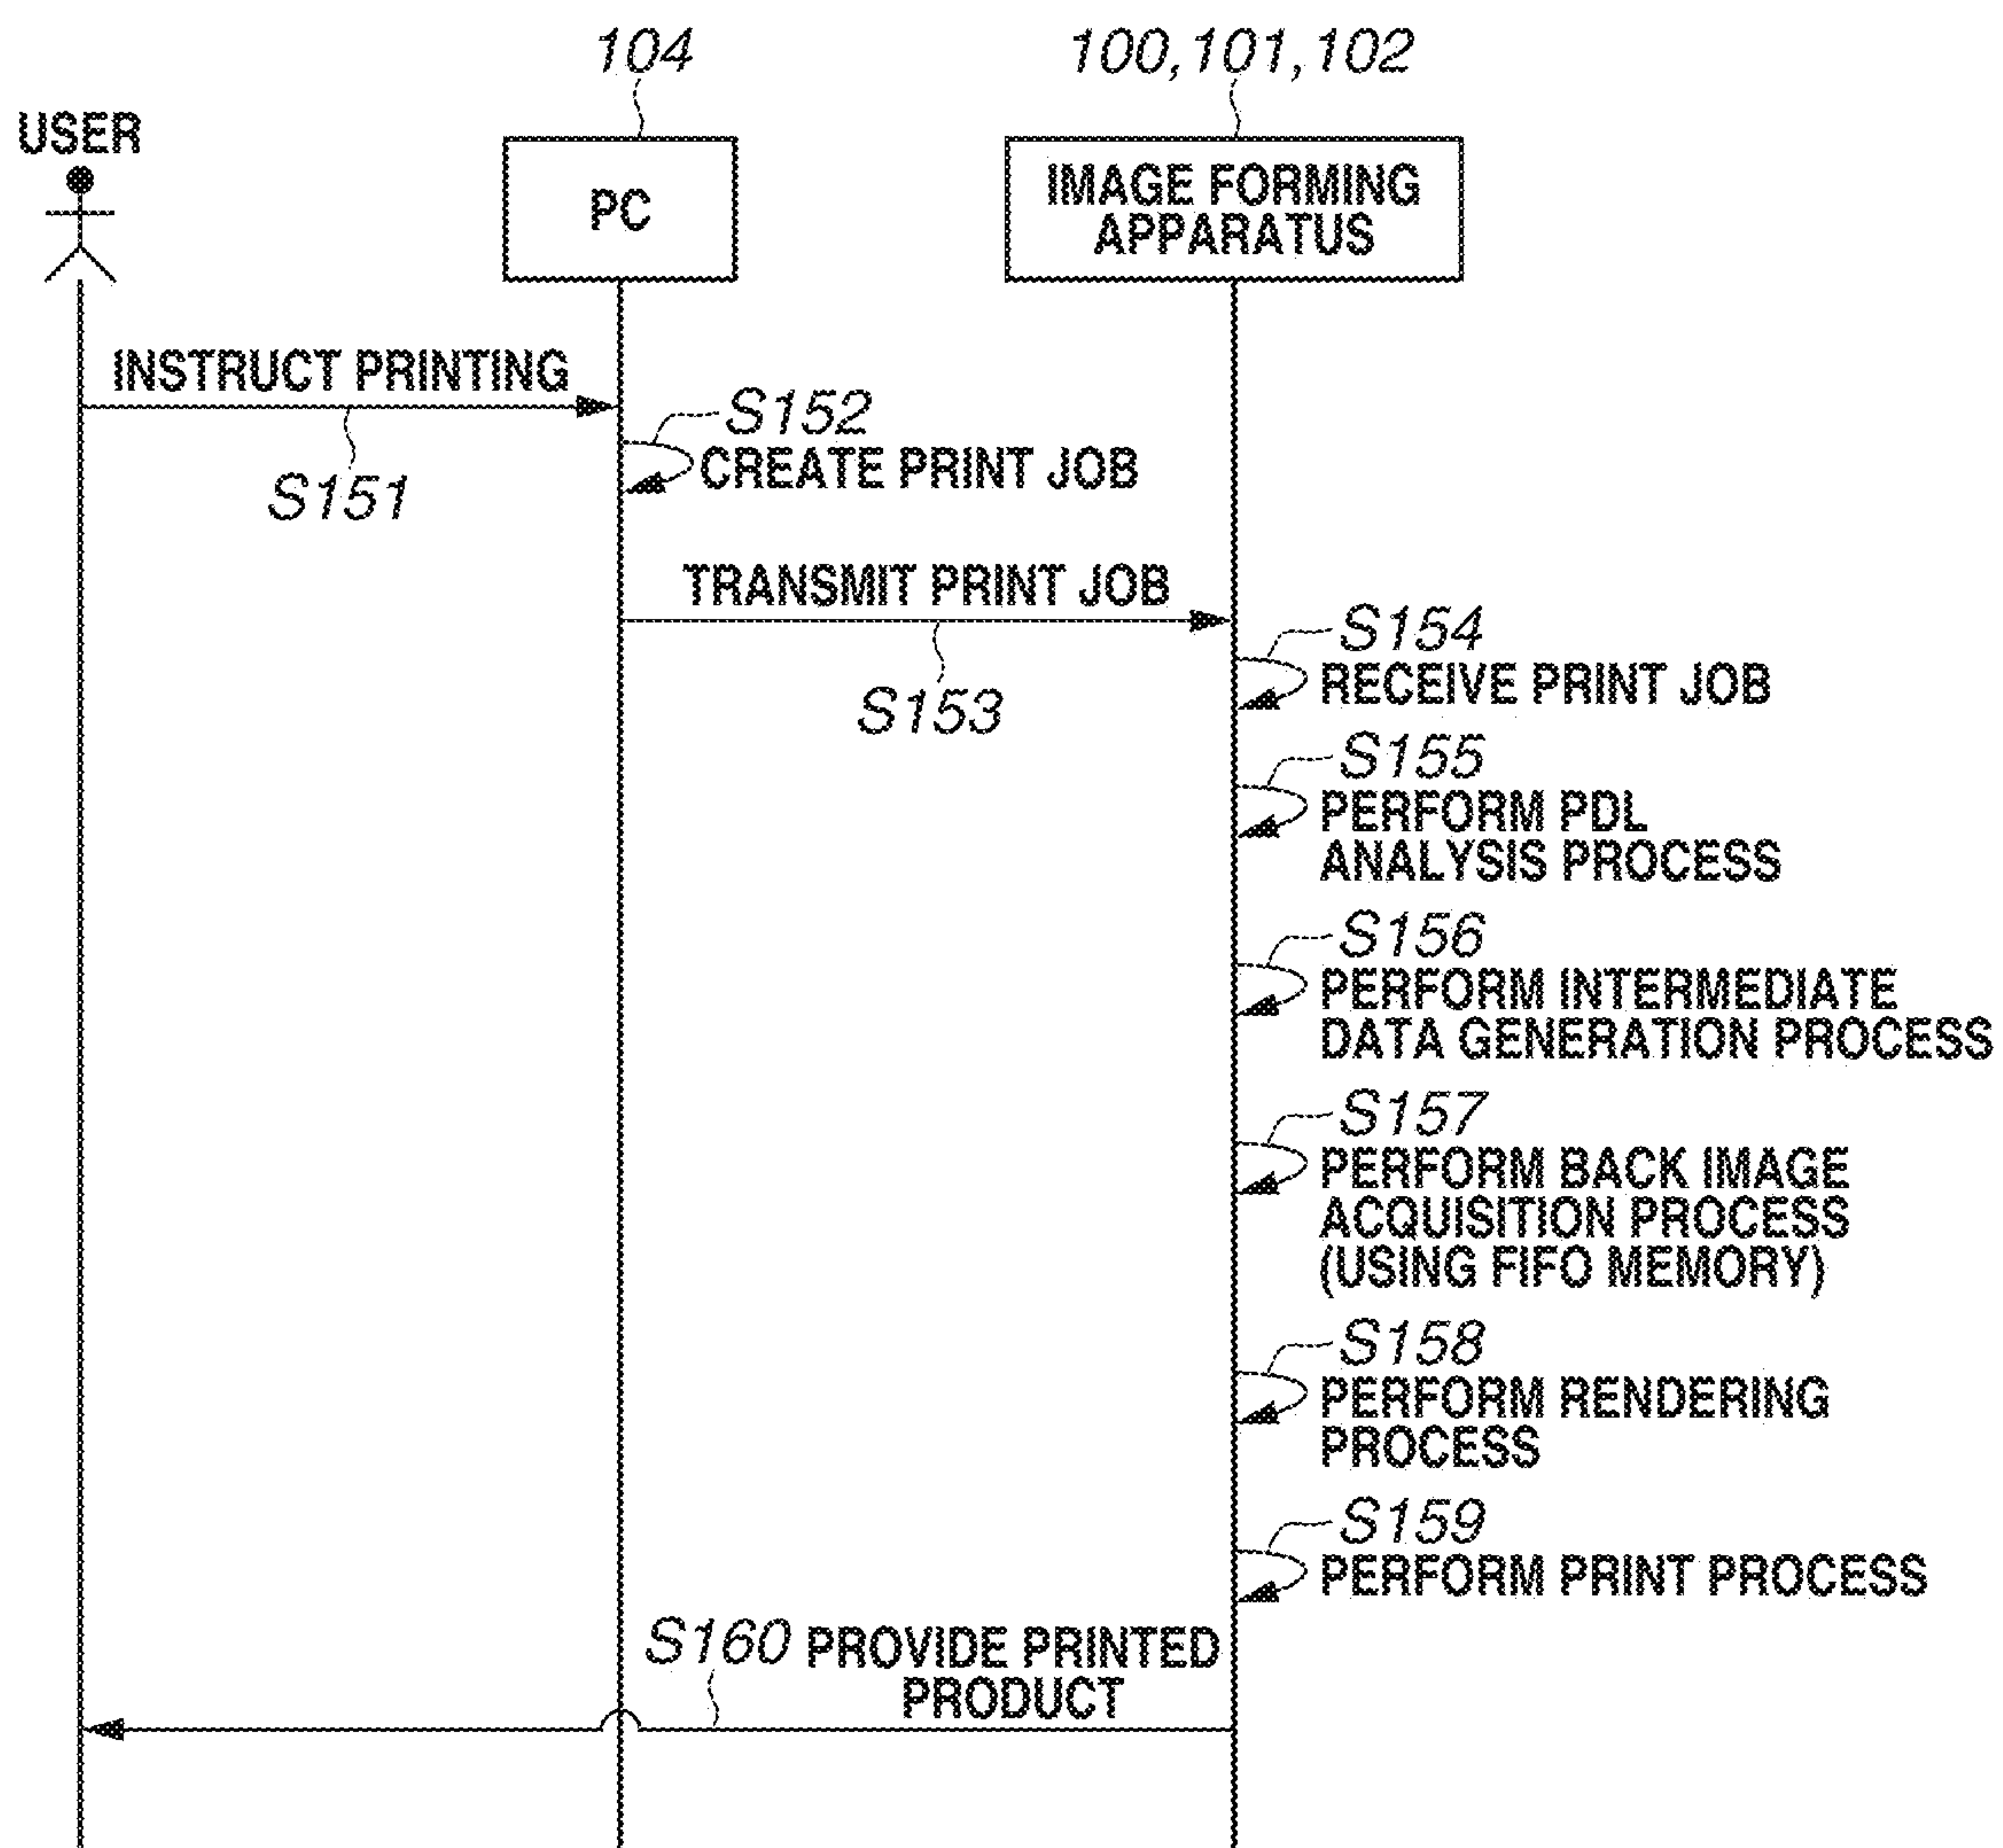 104
100,101,102
USER
PC
IMAGE FORMING
APPARATUS
INSTRUCT PRINTING
S151
S152
CREATE PRINT JOB
TRANSMIT PRINT JOB
S153
S154
RECEIVE PRINT JOB
S155
PERFORM PDL
ANALYSIS PROCESS
S156
PERFORM INTERMEDIATE
DATA GENERATION PROCESS
S157
PERFORM BACK IMAGE
ACQUISITION PROCESS
(USING FIFO MEMORY)
S158
PERFORM RENDERING
PROCESS
S159
PERFORM PRINT PROCESS
S160 PROVIDE PRINTED
PRODUCT